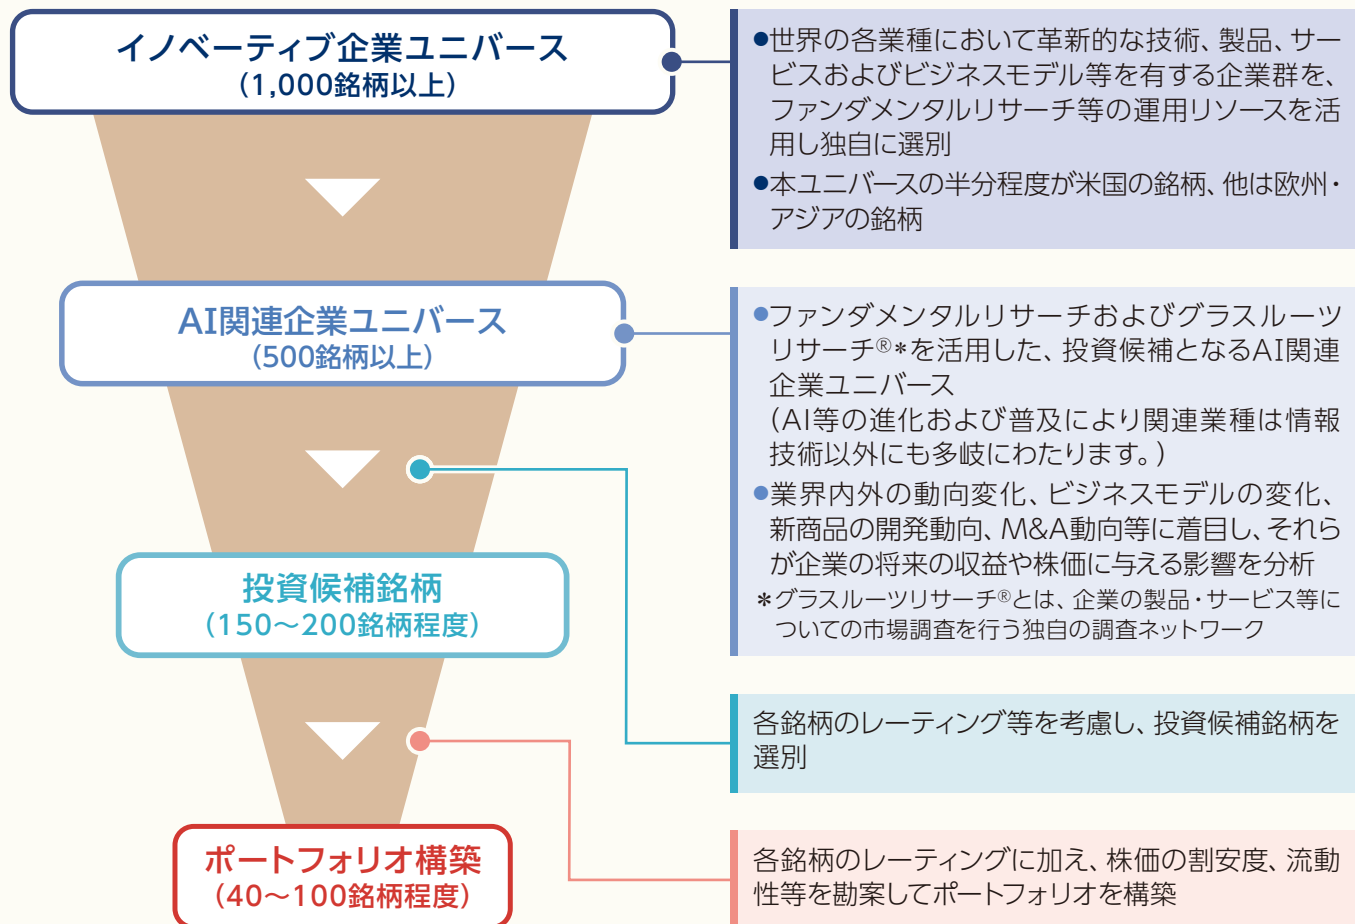 イノベーティブ企業ユニバース
(1,000銘柄以上)
●世界の各業種において革新的な技術、製品、サー
ビスおよびビジネスモデル等を有する企業群を、
ファンダメンタルリサーチ等の運用リソースを活
用し独自に選別
●本ユニバースの半分程度が米国の銘柄、他は欧州・
アジアの銘柄
AI関連企業ユニバース
(500銘柄以上)
●ファンダメンタルリサーチおよびグラスルーツ
リサーチ®*を活用した、投資候補となるAI関連
企業ユニバース
(AI等の進化および普及により関連業種は情報
技術以外にも多岐にわたります。)
●業界内外の動向変化、ビジネスモデルの変化、
新商品の開発動向、M&A動向等に着目し、それら
が企業の将来の収益や株価に与える影響を分析
*グラスルーツリサーチ®とは、企業の製品・サービス等に
ついての市場調査を行う独自の調査ネットワーク
投資候補銘柄
(150～200銘柄程度)
各銘柄のレーティング等を考慮し、投資候補銘柄を
選別
ポートフォリオ構築
(40～100銘柄程度)
各銘柄のレーティングに加え、株価の割安度、流動
性等を勘案してポートフォリオを構築